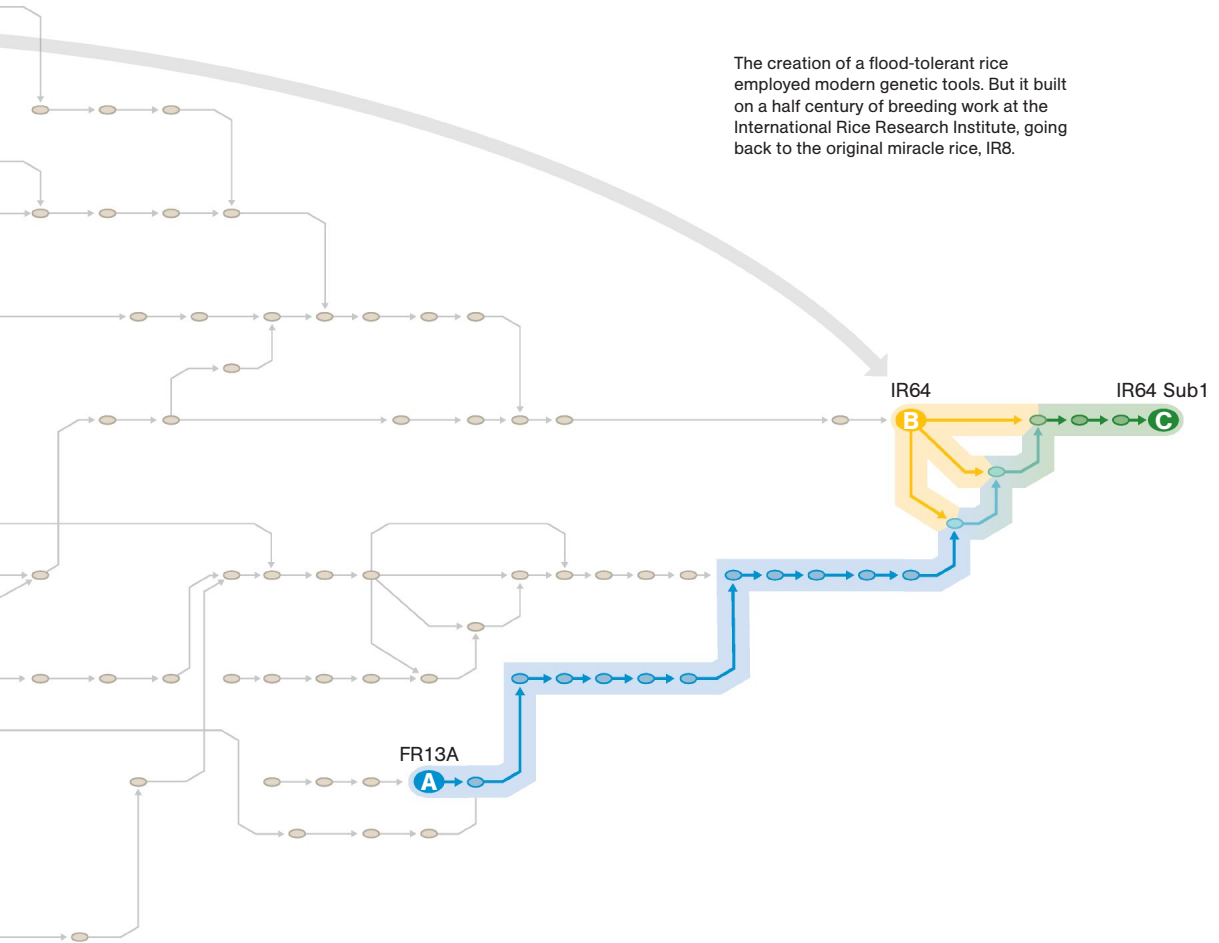 The creation of a flood-tolerant rice
employed modern genetic tools. But it built
on a half century of breeding work at the
International Rice Research Institute, going
back to the original miracle rice, IR8.
IR64
IR64 Sub1
B
C
FR13A
A